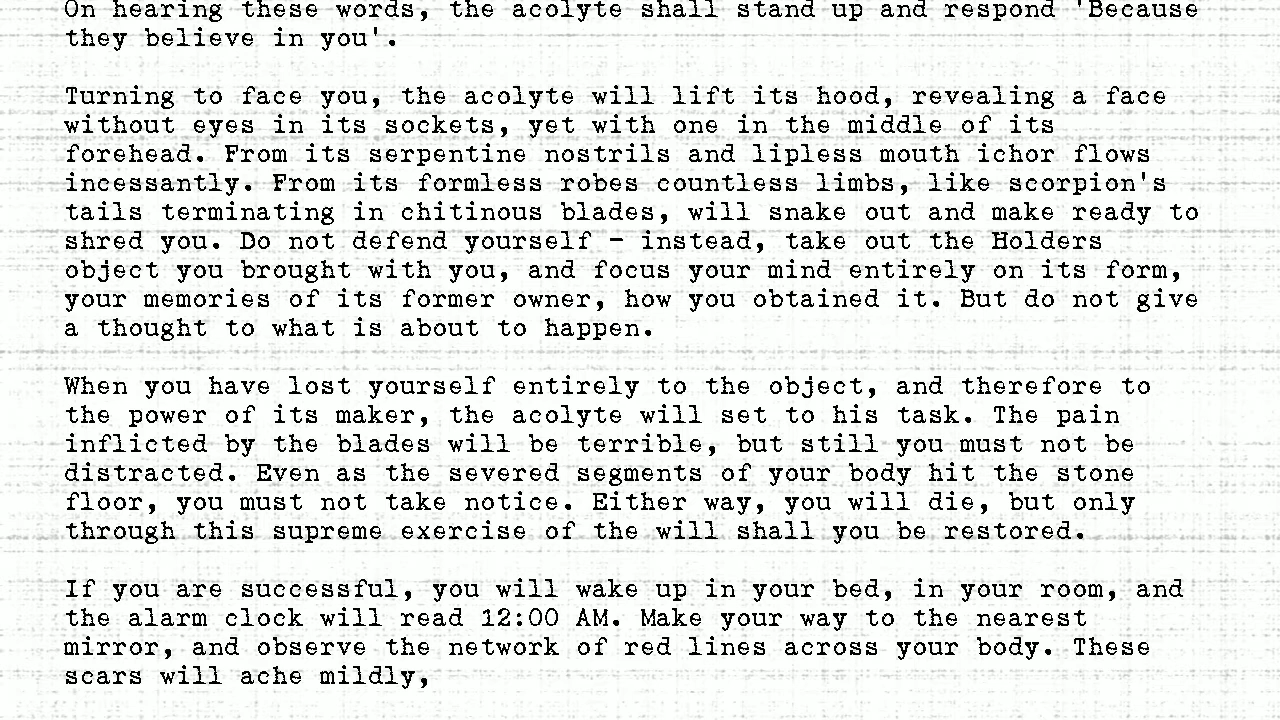 On hearing these words, the acolyte shall stand up and respond 'Because
they believe in you'.
Turning to face you, the acolyte will lift its hood, revealing a face
without eyes in its sockets, yet with one in the middle of its
forehead. From its serpentine nostrils and lipless mouth ichor flows
incessantly. From its formless robes countless limbs, like scorpion's
tails terminating in chitinous blades, will snake out and make ready to
shred you. Do not defend yourself - instead, take out the Holders
object you brought with you, and focus your mind entirely on its form,
your memories of its former owner, how you obtained it. But do not give
a thought to what is about to happen.
When you have lost yourself entirely to the object, and therefore to
the power of its maker, the acolyte will set to his task. The pain
inflicted by the blades will be terrible, but still you must not be
distracted. Even as the severed segments of your body hit the stone
floor, you must not take notice. Either way, you will die, but only
through this supreme exercise of the will shall you be restored.
If you are successful, you will wake up in your bed, in your room, and
the alarm clock will read 12:00 AM. Make your way to the nearest
mirror, and observe the network of red lines across your body. These
scars will ache mildly,